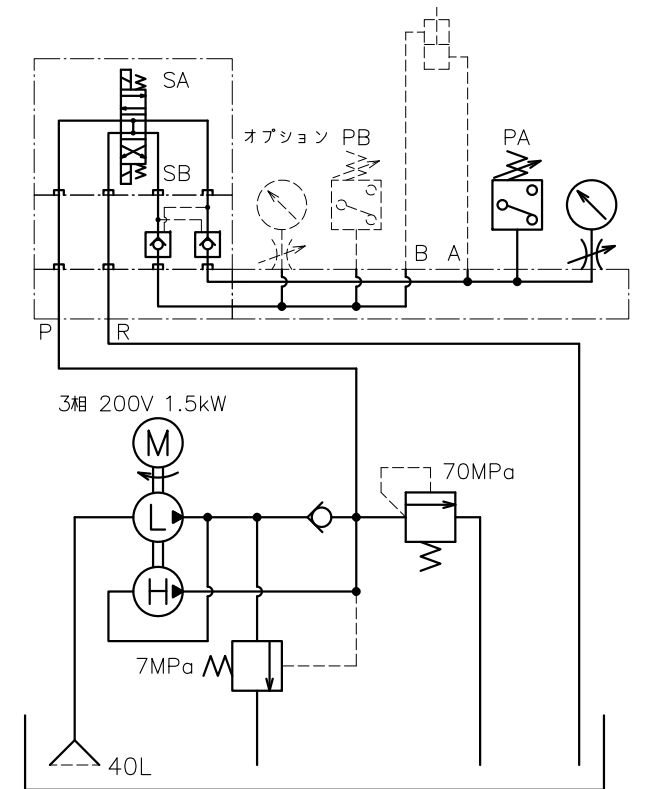 SA
オプション PB
PA
SB
B A
P
R
3相 200V 1.5kW
M
70MPa
L
H
7MPa
40L